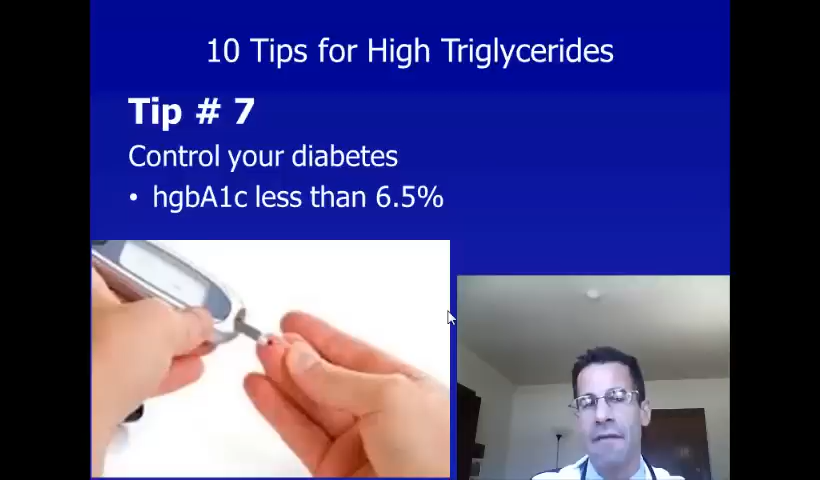 10 Tips for High Triglycerides
Tip # 7
Control your diabetes
• hgbA1c less than 6.5%